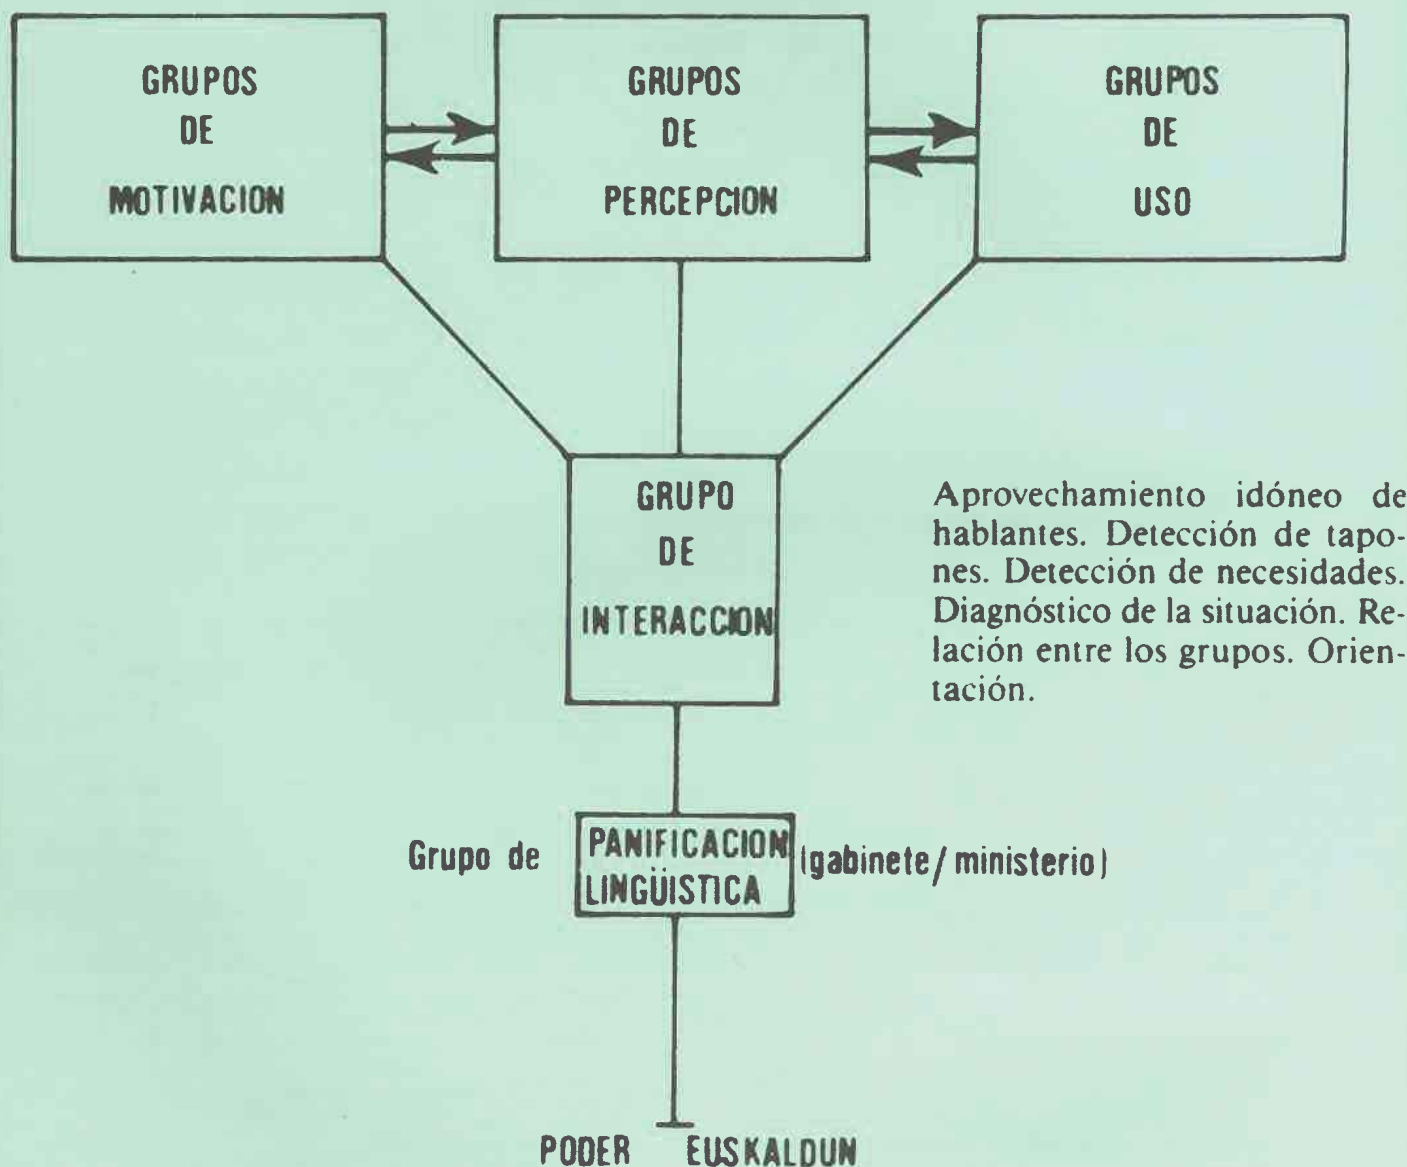 GRUPOS
DE
MOTIVACION
GRUPOS
DE
PERCEPCION
GRUPOS
DE
USO
GRUPO
DE
INTERACCION
Aprovechamiento idóneo de
hablantes. Detección de tapo-
nes. Detección de necesidades.
Diagnóstico de la situación. Re-
lación entre los grupos. Orien-
tación.
Grupo de
PANIFICACION
LINGÜISTICA
(gabinete/ministerio)
PODER EUSKALDUN